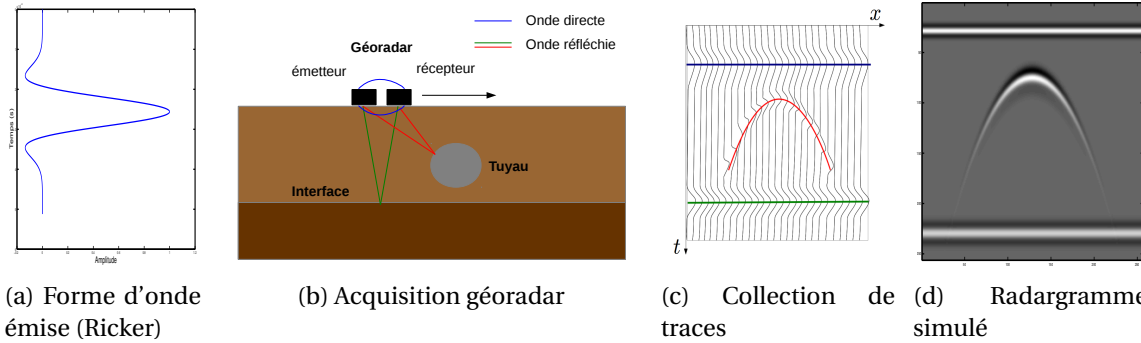 Temps (s)
Amplitude
(a) Forme d'onde
émise (Ricker)
Onde directe
Onde réfléchie
Géoradar
émetteur
récepteur
Tuyau
Interface
(b) Acquisition géoradar
x
t
(c) Collection de
traces
(d) Radargramme
simulé